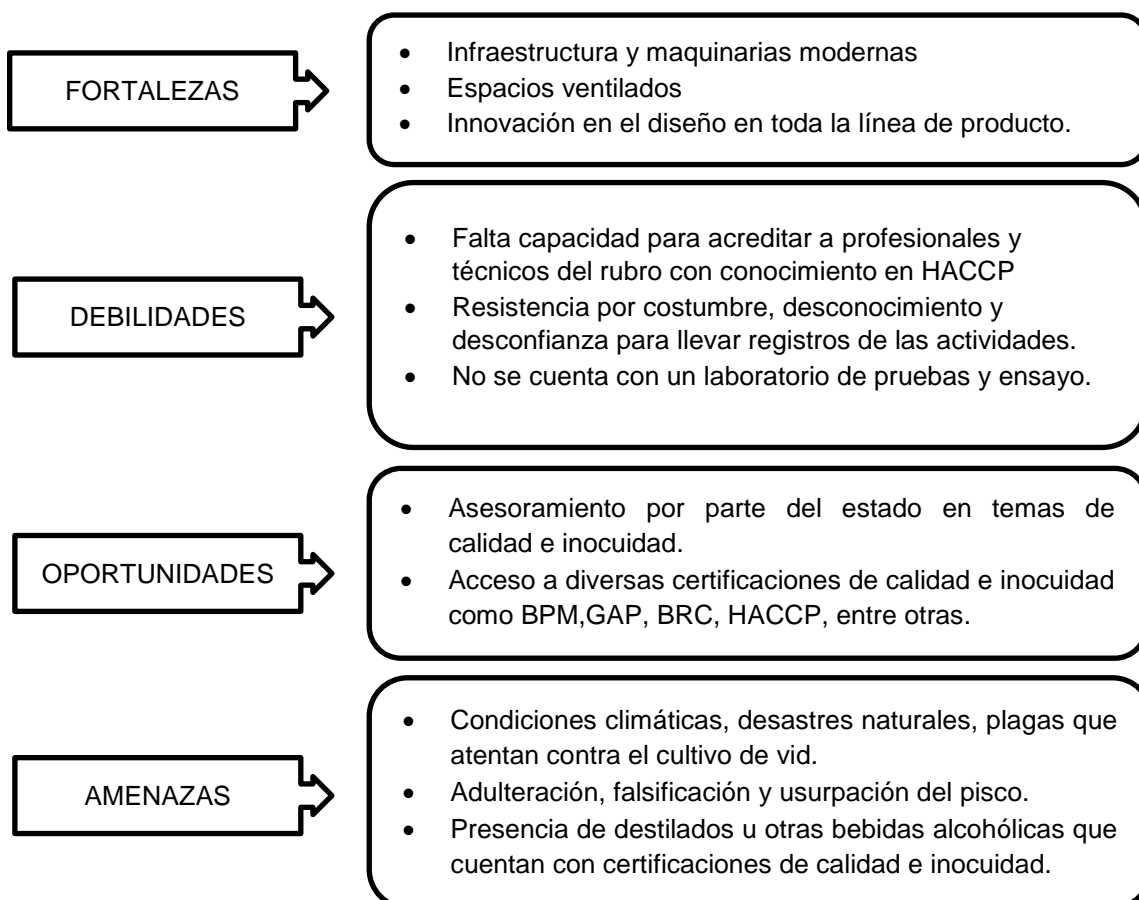 FORTALEZAS
• Infraestructura y maquinarias modernas
• Espacios ventilados
• Innovación en el diseño en toda la línea de producto.
DEBILIDADES
• Falta capacidad para acreditar a profesionales y
técnicos del rubro con conocimiento en HACCP
• Resistencia por costumbre, desconocimiento y
desconfianza para llevar registros de las actividades.
• No se cuenta con un laboratorio de pruebas y ensayo.
OPORTUNIDADES
• Asesoramiento por parte del estado en temas de
calidad e inocuidad.
• Acceso a diversas certificaciones de calidad e inocuidad
como BPM,GAP, BRC, HACCP, entre otras.
AMENAZAS
• Condiciones climáticas, desastres naturales, plagas que
atentan contra el cultivo de vid.
• Adulteración, falsificación y usurpación del pisco.
• Presencia de destilados u otras bebidas alcohólicas que
cuentan con certificaciones de calidad e inocuidad.